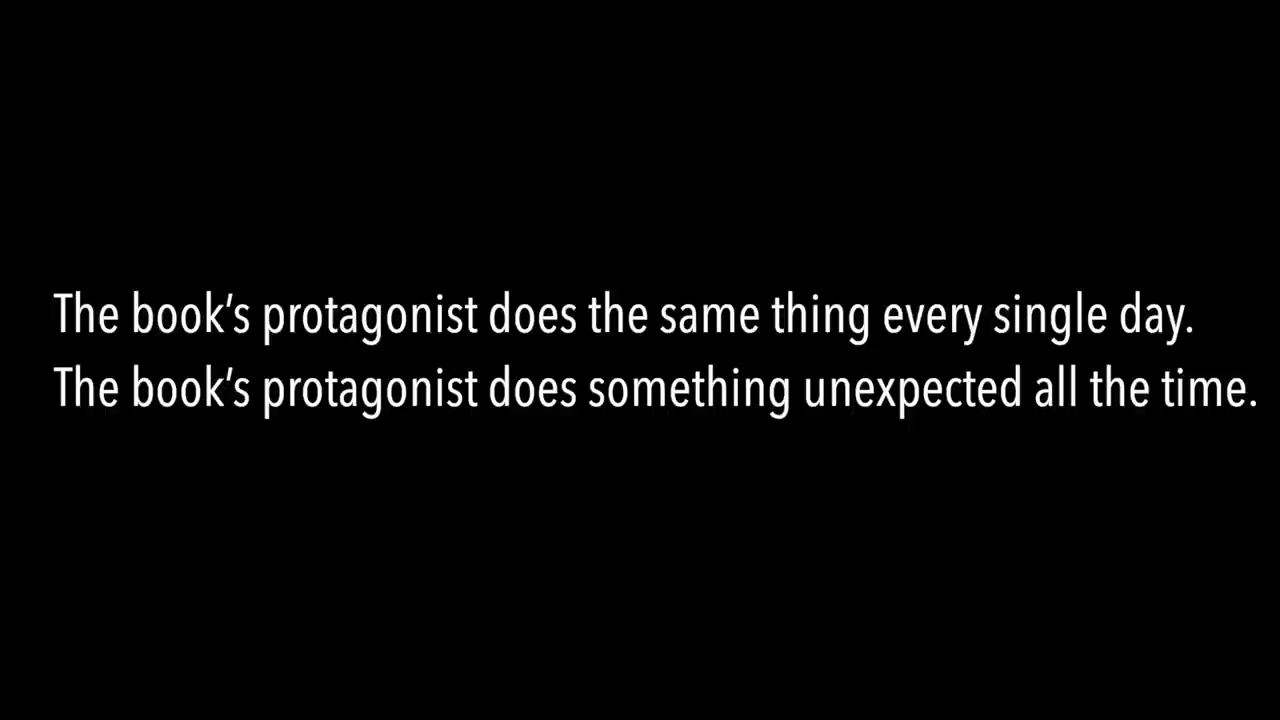 The book‘s protagonist does the same thing every single day.
The book‘s protagonist does something unexpected all the time.